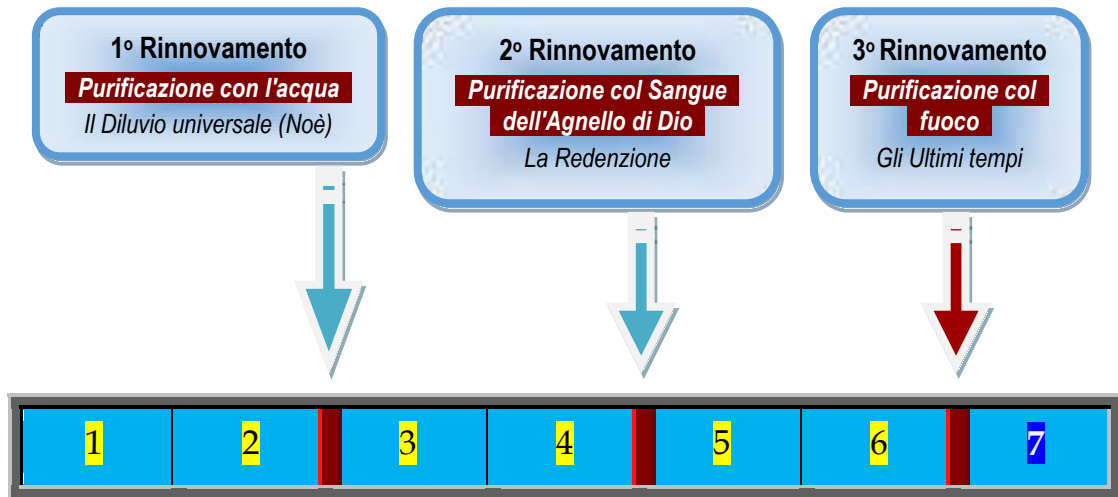 1º Rinnovamento
Purificazione con l'acqua
Il Diluvio universale (Noè)
2º Rinnovamento
Purificazione col Sangue
dell'Agnello di Dio
La Redenzione
3º Rinnovamento
Purificazione col
fuoco
Gli Ultimi tempi
1 2 3 4 5 6 7